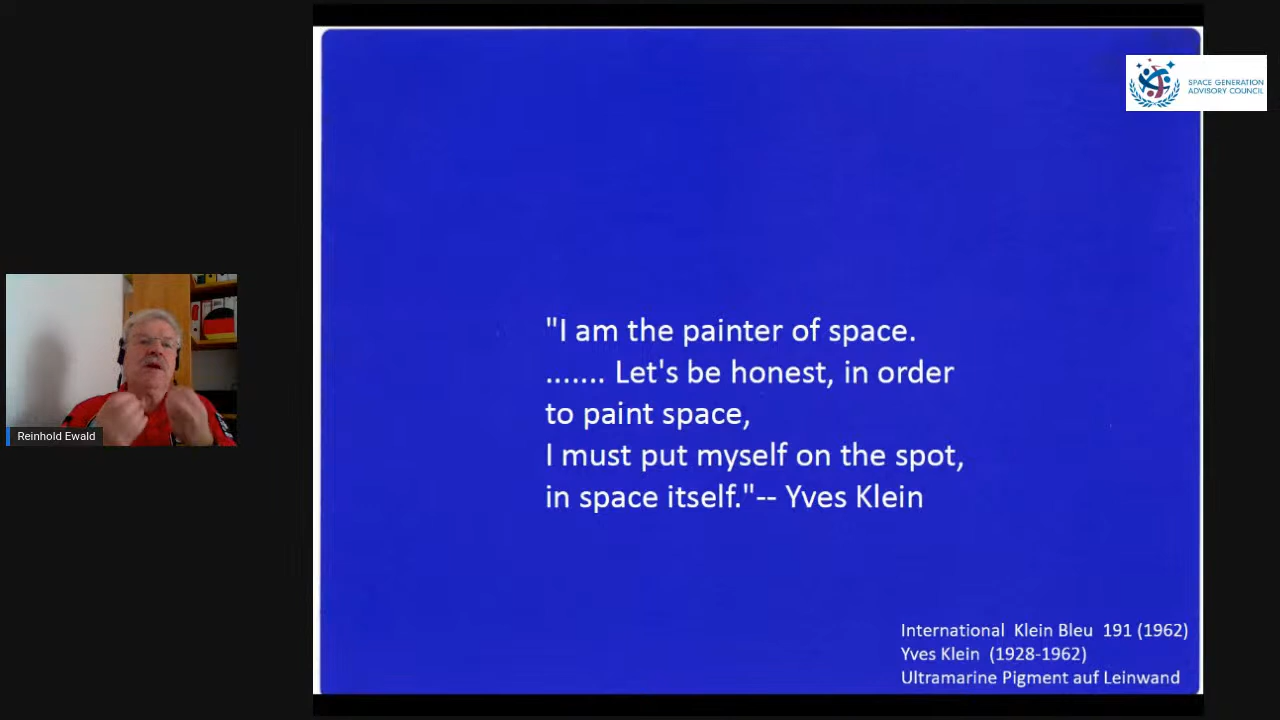 SPACE GENERATION
ADVISORY COUNCIL
"I am the painter of space.
....... Let's be honest, in order
to paint space,
I must put myself on the spot,
in space itself."-- Yves Klein
Reinhold Ewald
International Klein Bleu 191 (1962)
Yves Klein (1928-1962)
Ultramarine Pigment auf Leinwand